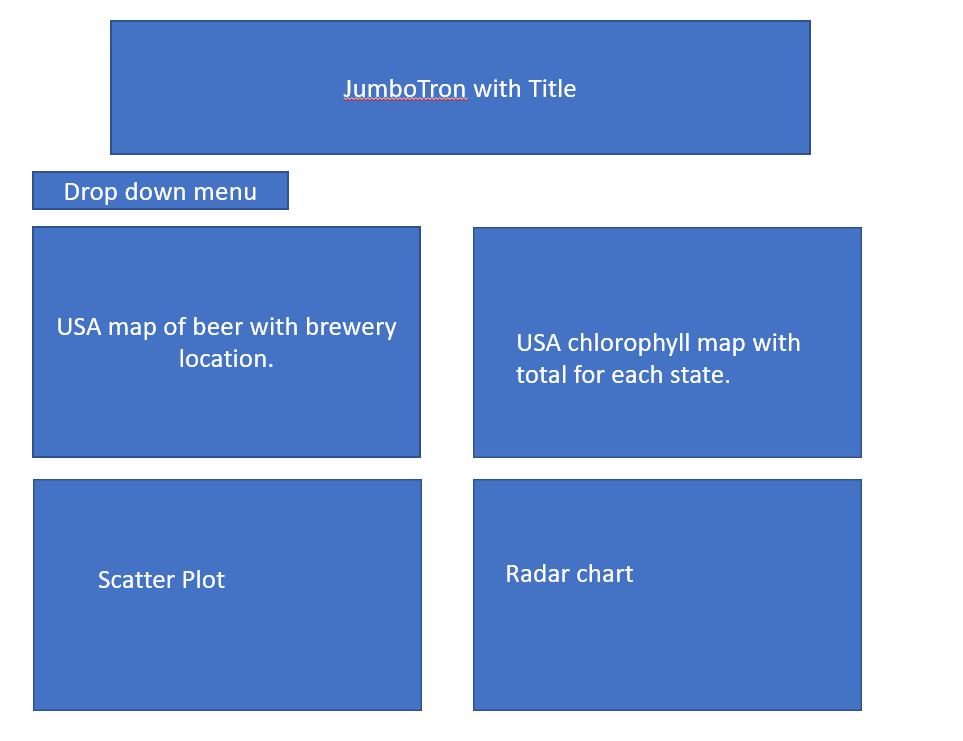 JumboTron with Title
Drop down menu
USA map of beer with brewery
location.
USA chlorophyll map with
total for each state.
Scatter Plot
Radar chart